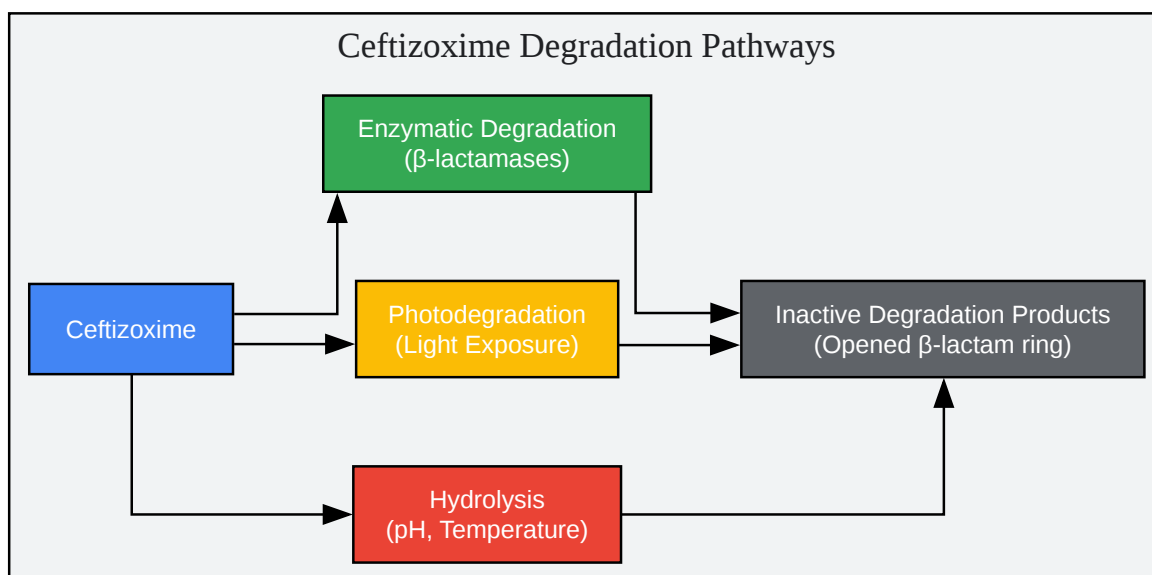 Ceftizoxime Degradation Pathways
Enzymatic Degradation
(β-lactamases)
Ceftizoxime
Photodegradation
(Light Exposure)
Inactive Degradation Products
(Opened β-lactam ring)
Hydrolysis
(pH, Temperature)